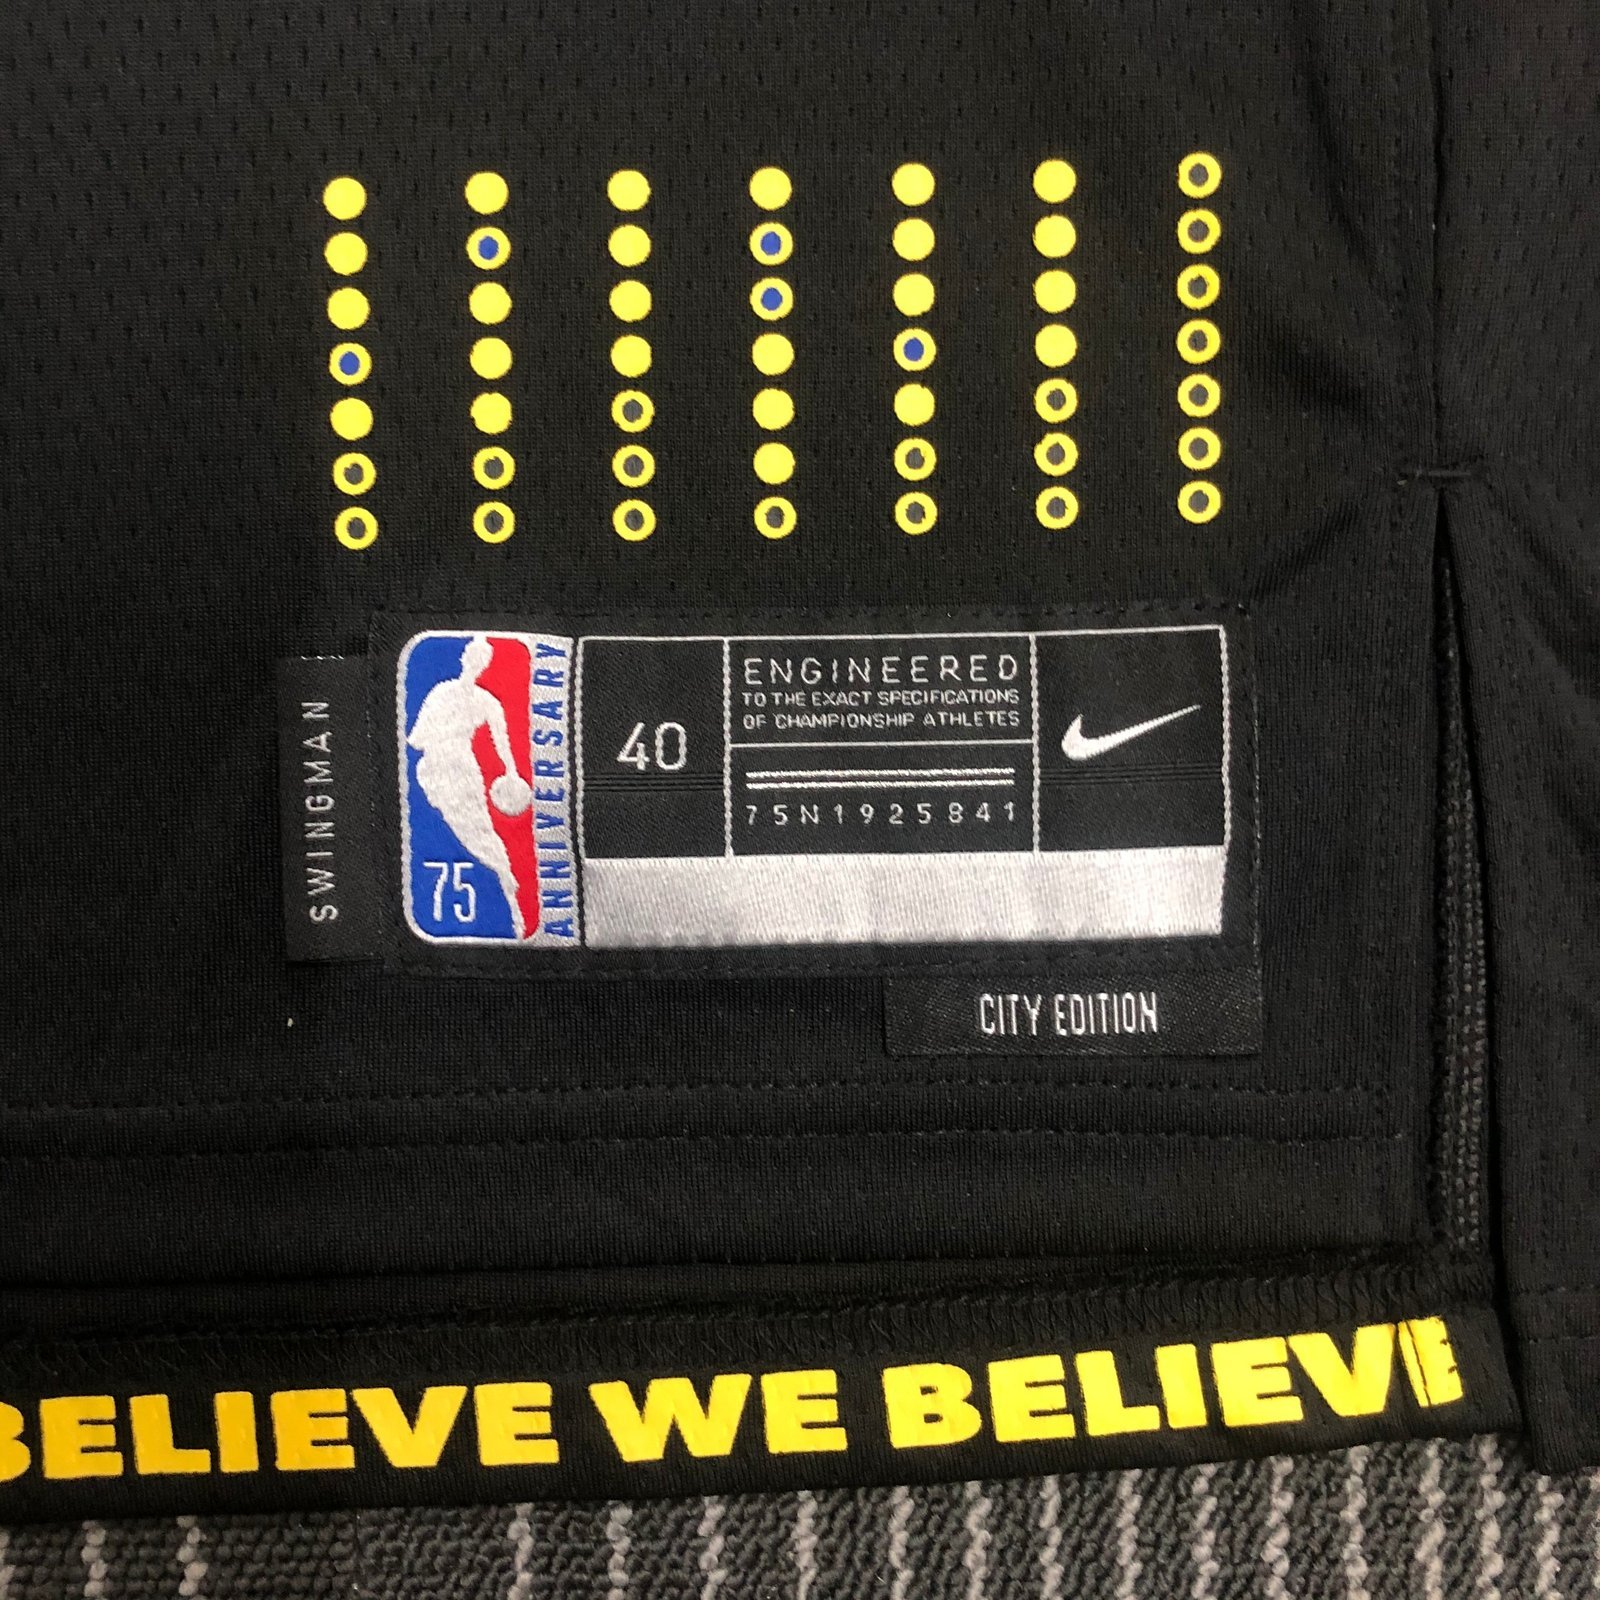 SWINGMAN
75
ANNIVERSARY
40
ENGINEERED
TO THE EXACT SPECIFICATIONS
OF CHAMPIONSHIP ATHLETES
75N1925841
CITY EDITION
BELIEVE WE BELIEVE